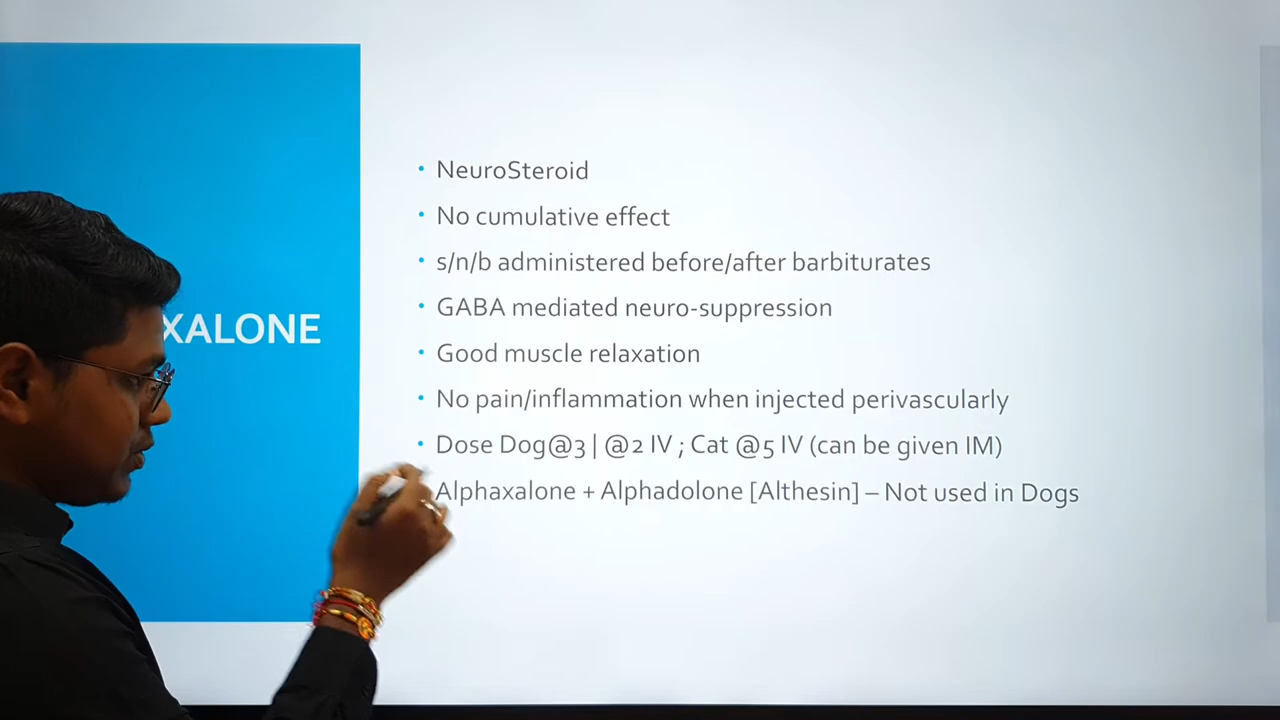 XALONE
• NeuroSteroid
• No cumulative effect
• s/n/b administered before/after barbiturates
• GABA mediated neuro-suppression
• Good muscle relaxation
• No pain/inflammation when injected perivascularly
• Dose Dog@3 | @2 IV ; Cat @5 IV (can be given IM)
Alphaxalone + Alphadolone [Althesin] – Not used in Dogs